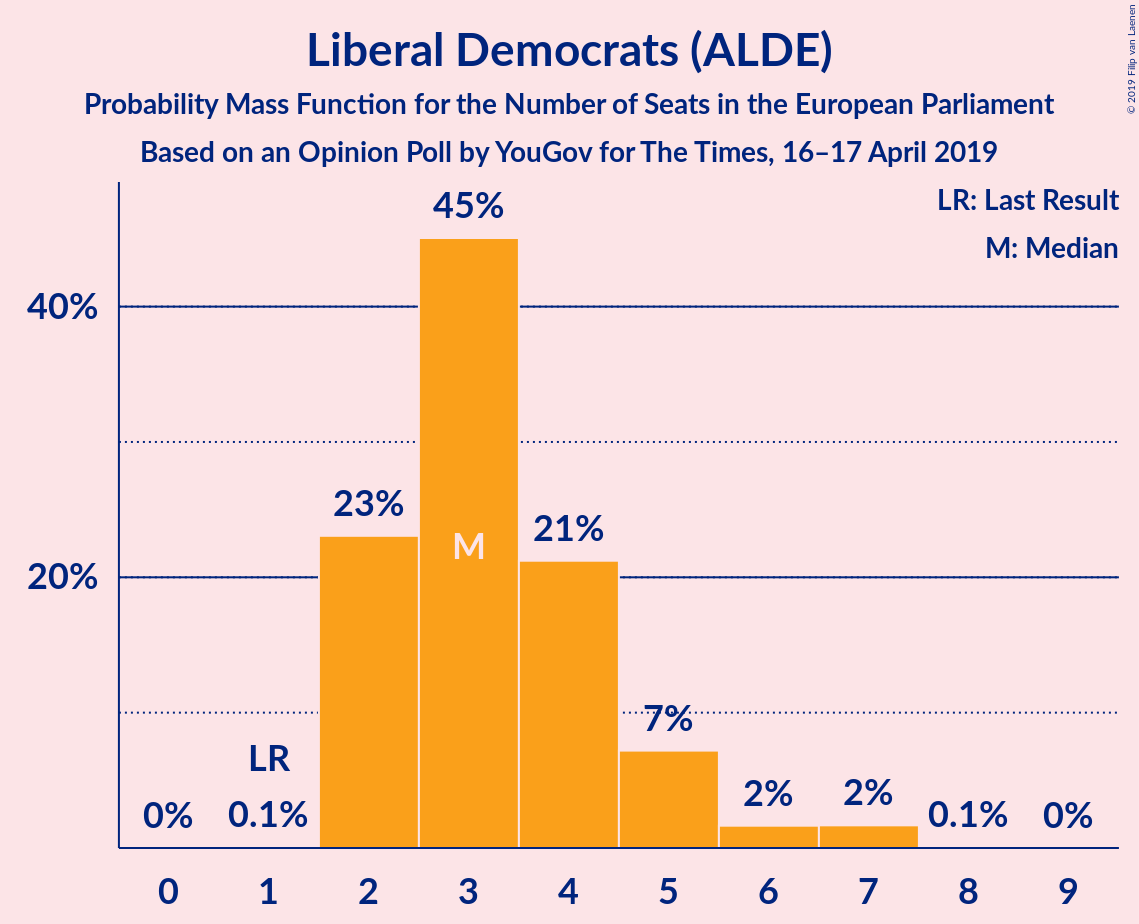 Liberal Democrats (ALDE)
Probability Mass Function for the Number of Seats in the European Parliament
Based on an Opinion Poll by YouGov for The Times, 16–17 April 2019
© 2019 Filip van Laenen
LR: Last Result
M: Median
45%
40%
23%
21%
M
20%
7%
LR
0%
0.1%
2%
2%
0.1%
0%
0 1 2 3 4 5 6 7 8 9